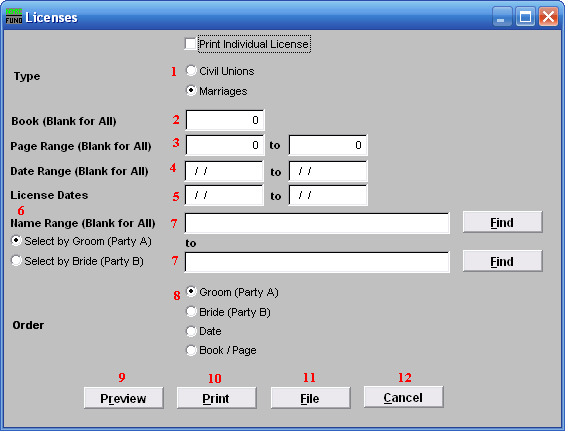 FUND Licenses
Print Individual License
Type 1 Civil Unions
Marriages
Book (Blank for All) 2 0
Page Range (Blank for All) 3 0 to 0
Date Range (Blank for All) 4 / / to / /
License Dates 5 / / to / /
6
Name Range (Blank for All) 7 Find
Select by Groom (Party A) to
Select by Bride (Party B) 7 Find
8 Groom (Party A)
Bride (Party B)
Order Date
Book / Page
9 10 11 12
Preview Print File Cancel